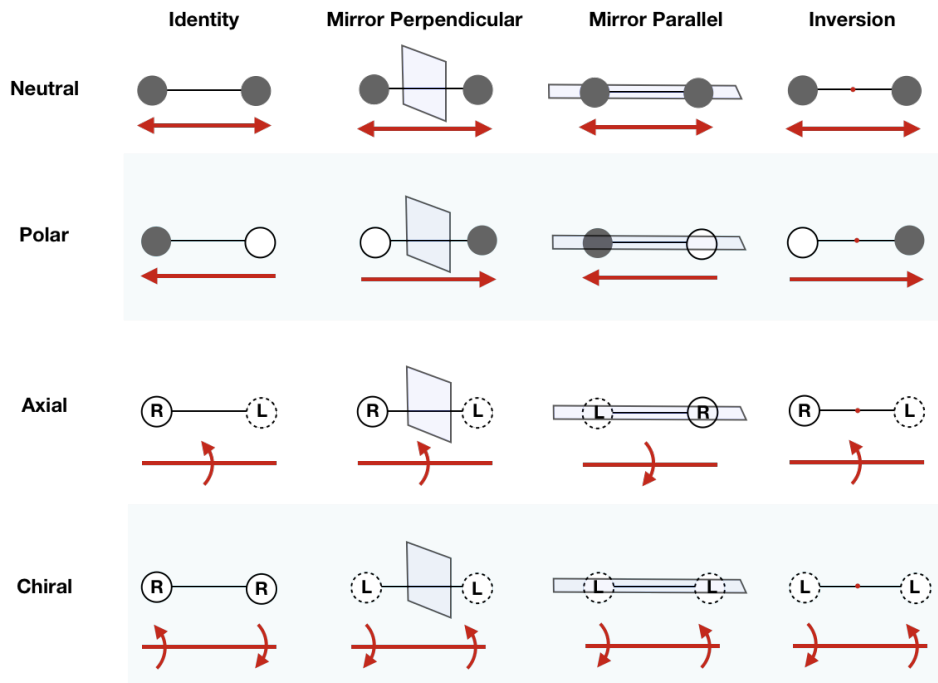 Identity Mirror Perpendicular Mirror Parallel Inversion
Neutral
Polar
Axial
R L R L L R R L
Chiral
R R L L L L L L